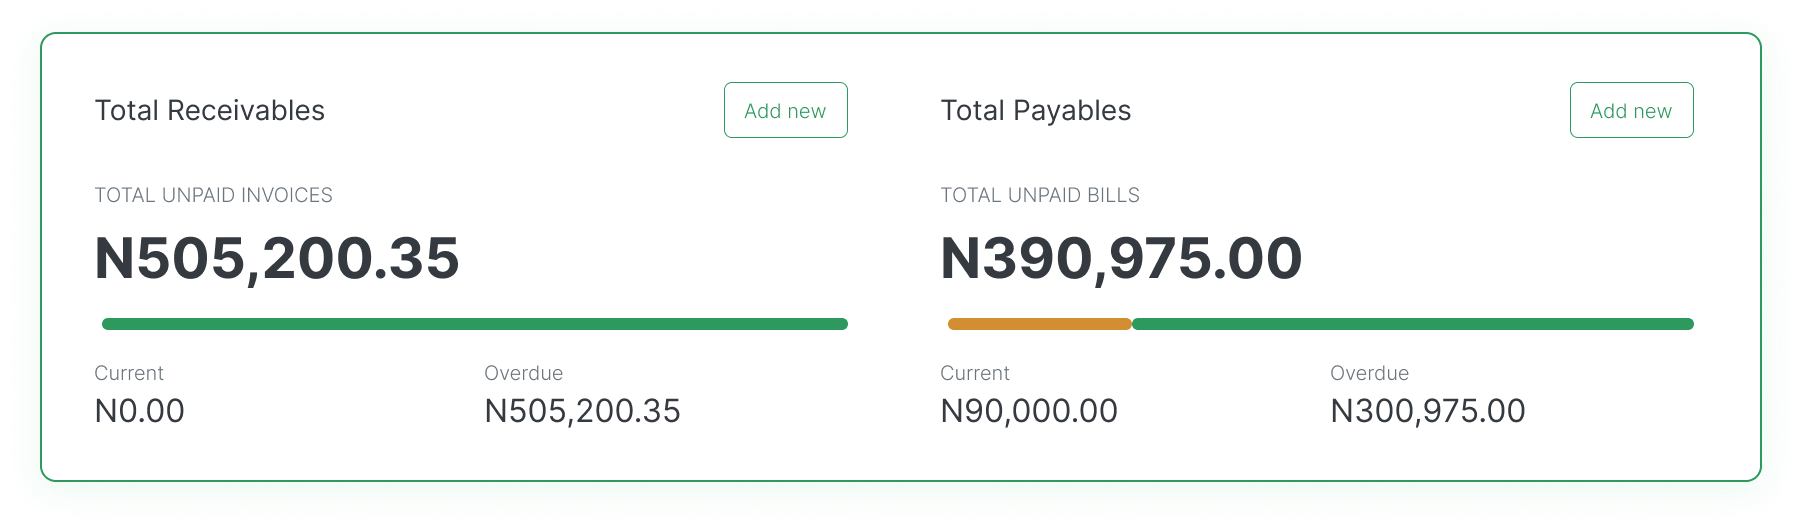 Total Receivables
Add new
TOTAL UNPAID INVOICES
N505,200.35
Current
N0.00
Overdue
N505,200.35
Total Payables
Add new
TOTAL UNPAID BILLS
N390,975.00
Current
N90,000.00
Overdue
N300,975.00